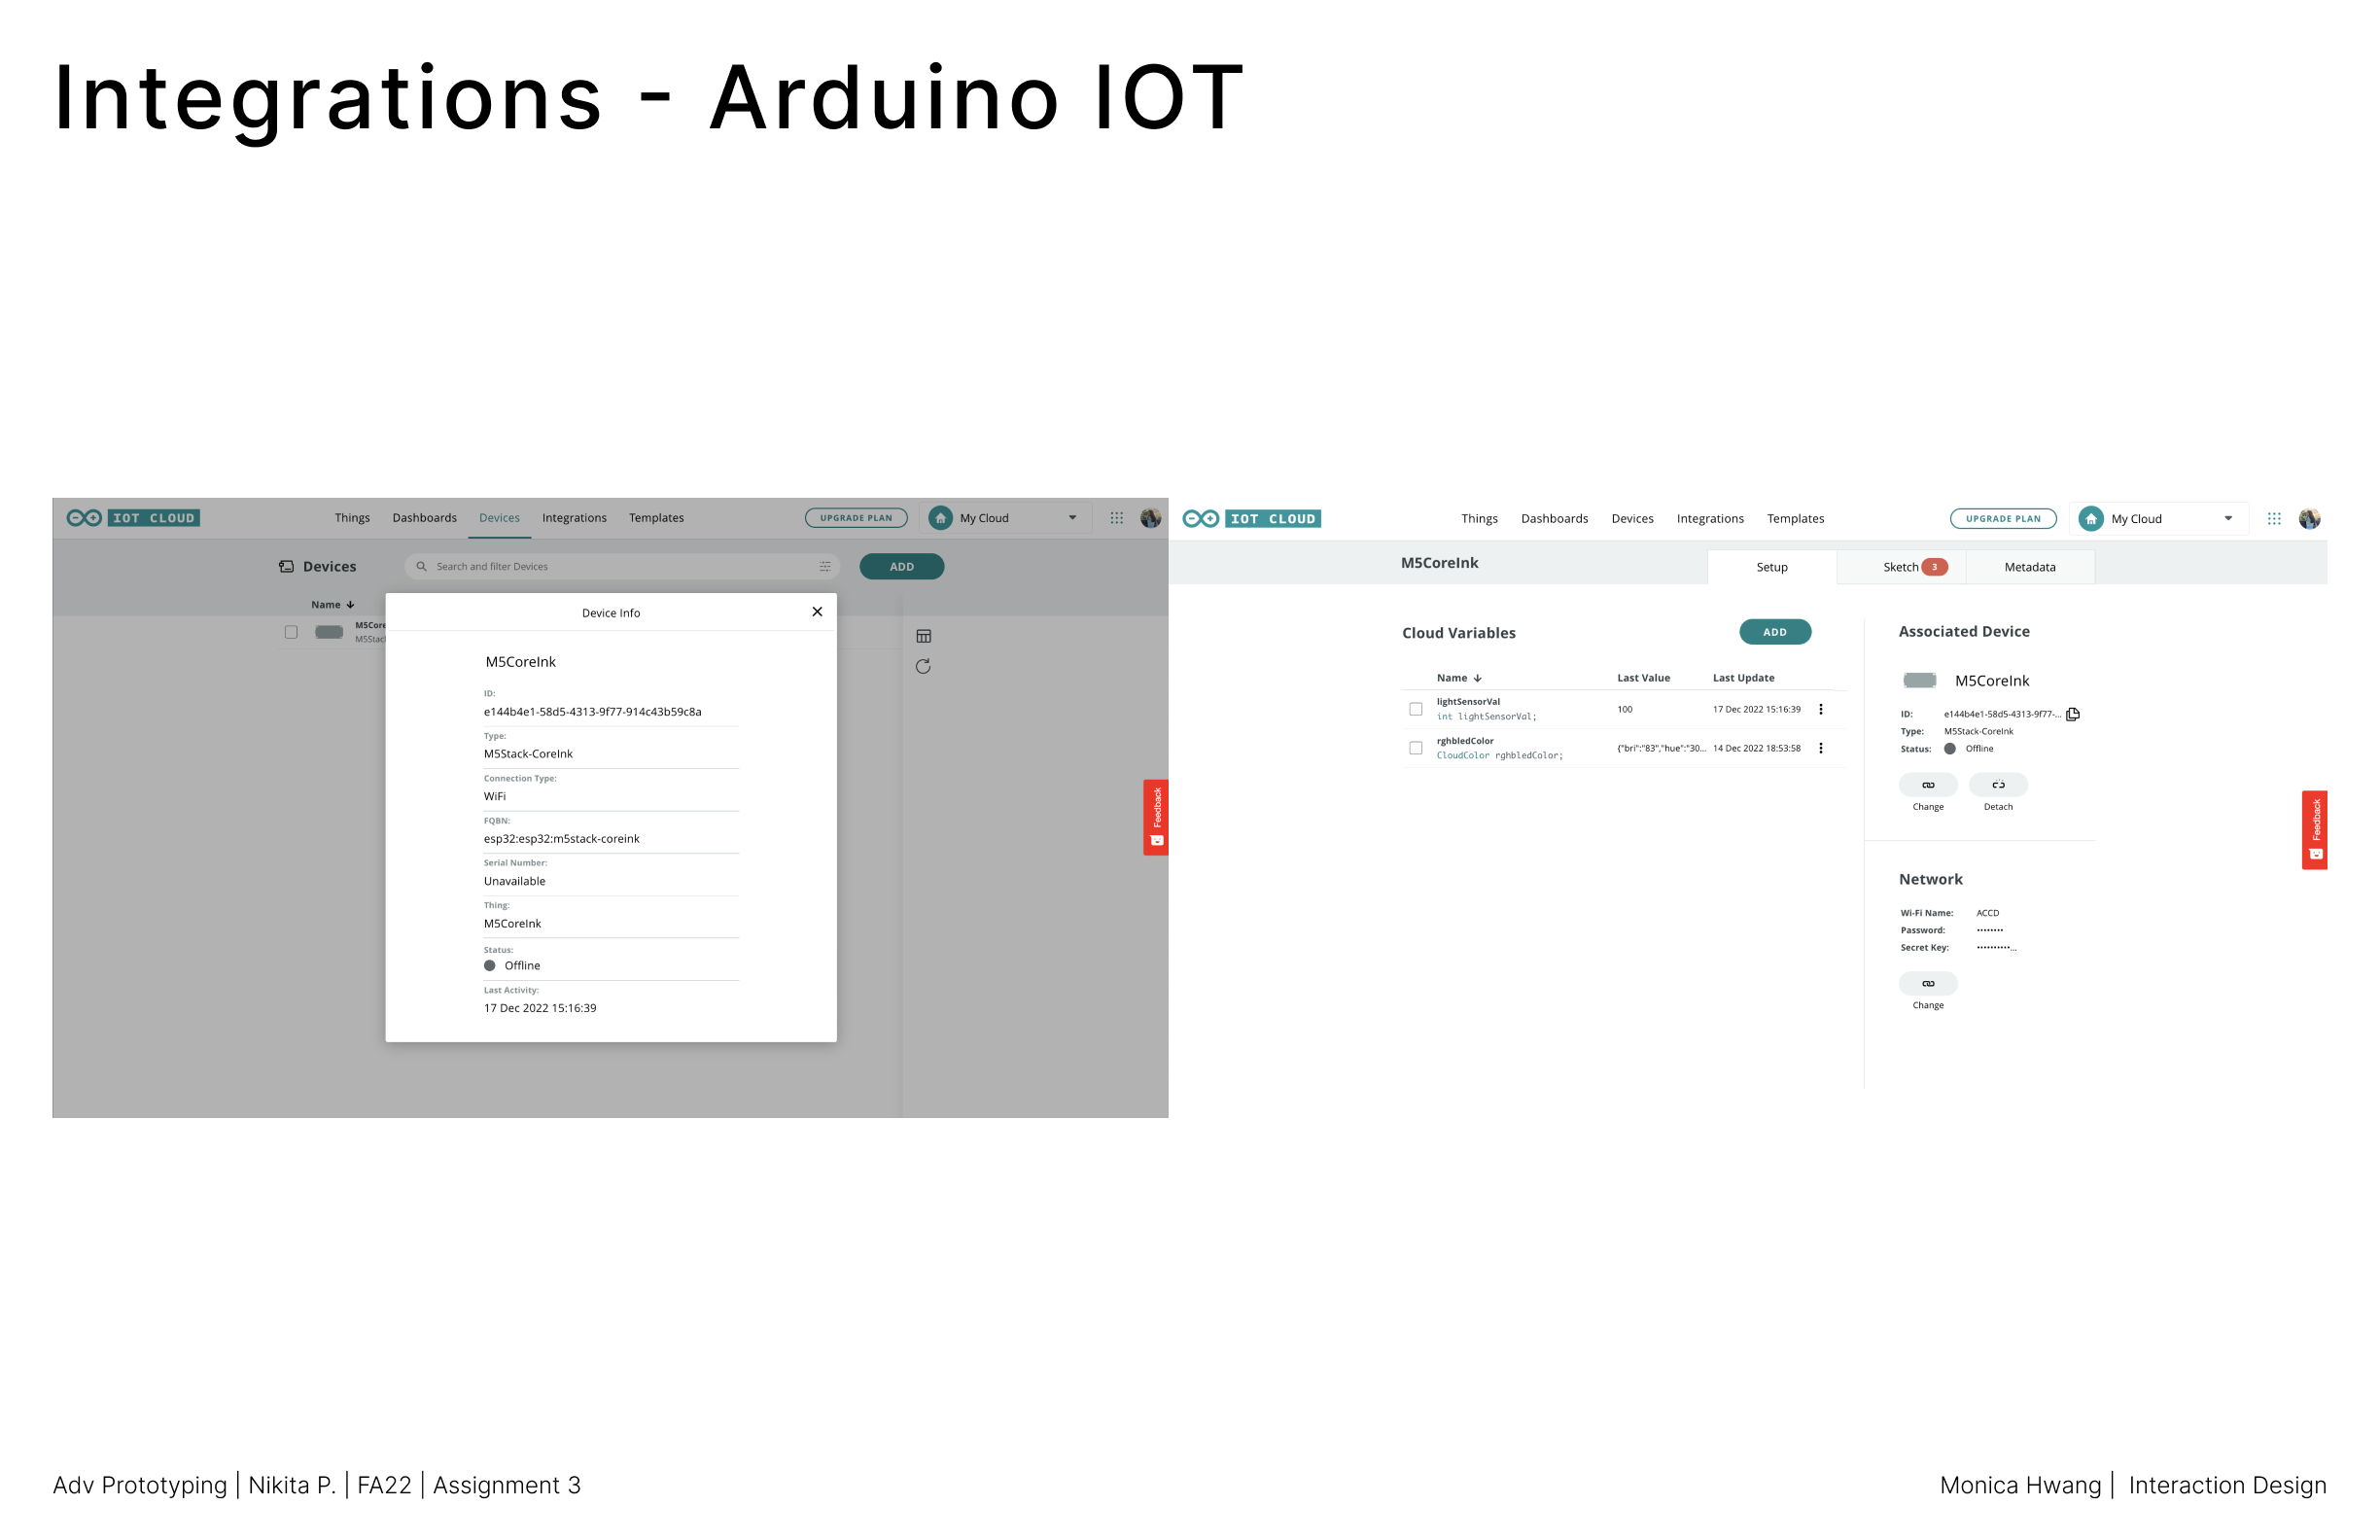 Integrations - Arduino IOT
IOT CLOUD
Things Dashboards Devices Integrations Templates
UPGRADE PLAN
My Cloud
Devices
Search and filter Devices
ADD
Name
M5Core
M5Stac
Device Info
M5CoreInk
ID:
e144b4e1-58d5-4313-9f77-914c43b59c8a
Type:
M5Stack-CoreInk
Connection Type:
WiFi
FQBN:
esp32:esp32:m5stack-coreink
Serial Number:
Unavailable
Thing:
M5CoreInk
Status:
Offline
Last Activity:
17 Dec 2022 15:16:39
Feedback
IOT CLOUD
Things Dashboards Devices Integrations Templates
UPGRADE PLAN
My Cloud
M5CoreInk
Setup
Sketch 3
Metadata
Cloud Variables
ADD
Name Last Value Last Update
lightSensorVal
int lightSensorVal;
100
17 Dec 2022 15:16:39
rghbledColor
CloudColor rghbledColor;
{"bri":"83","hue":"30...
14 Dec 2022 18:53:58
Associated Device
M5CoreInk
ID: e144b4e1-58d5-4313-9f77-...
Type: M5Stack-CoreInk
Status: Offline
Change
Detach
Network
Wi-Fi Name: ACCD
Password: ••••••••
Secret Key: ••••••••••...
Change
Feedback
Adv Prototyping | Nikita P. | FA22 | Assignment 3
Monica Hwang | Interaction Design